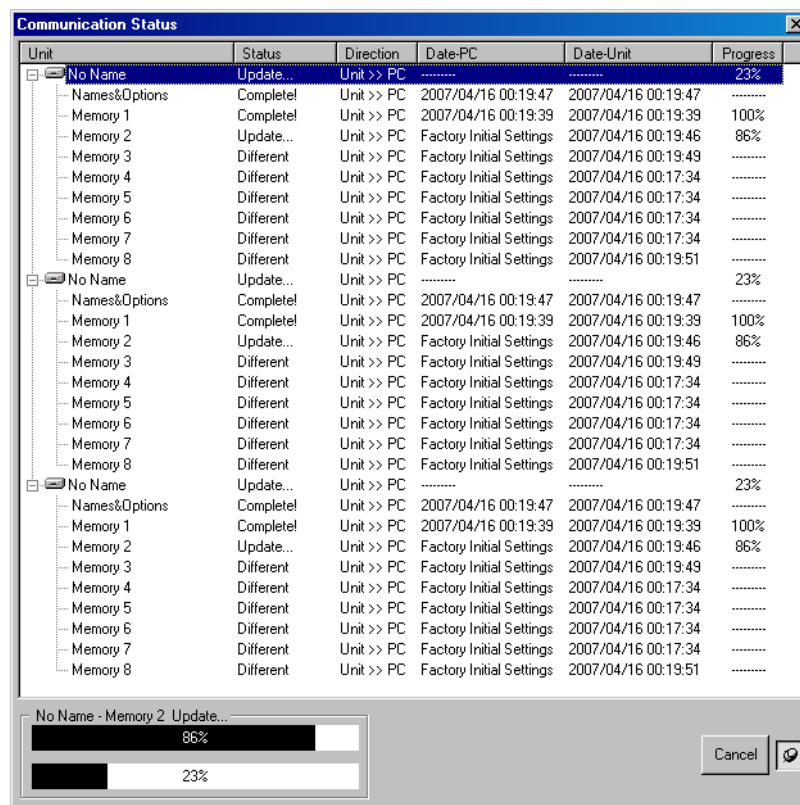 Communication Status
Unit Status Direction Date-PC Date-Unit Progress
No Name Update... Unit >> PC --------- --------- 23%
Names&Options Complete! Unit >> PC 2007/04/16 00:19:47 2007/04/16 00:19:47 ---------
Memory 1 Complete! Unit >> PC 2007/04/16 00:19:39 2007/04/16 00:19:39 100%
Memory 2 Update... Unit >> PC Factory Initial Settings 2007/04/16 00:19:46 86%
Memory 3 Different Unit >> PC Factory Initial Settings 2007/04/16 00:19:49 ---------
Memory 4 Different Unit >> PC Factory Initial Settings 2007/04/16 00:17:34 ---------
Memory 5 Different Unit >> PC Factory Initial Settings 2007/04/16 00:17:34 ---------
Memory 6 Different Unit >> PC Factory Initial Settings 2007/04/16 00:17:34 ---------
Memory 7 Different Unit >> PC Factory Initial Settings 2007/04/16 00:17:34 ---------
Memory 8 Different Unit >> PC Factory Initial Settings 2007/04/16 00:19:51 ---------
No Name Update... Unit >> PC --------- --------- 23%
Names&Options Complete! Unit >> PC 2007/04/16 00:19:47 2007/04/16 00:19:47 ---------
Memory 1 Complete! Unit >> PC 2007/04/16 00:19:39 2007/04/16 00:19:39 100%
Memory 2 Update... Unit >> PC Factory Initial Settings 2007/04/16 00:19:46 86%
Memory 3 Different Unit >> PC Factory Initial Settings 2007/04/16 00:19:49 ---------
Memory 4 Different Unit >> PC Factory Initial Settings 2007/04/16 00:17:34 ---------
Memory 5 Different Unit >> PC Factory Initial Settings 2007/04/16 00:17:34 ---------
Memory 6 Different Unit >> PC Factory Initial Settings 2007/04/16 00:17:34 ---------
Memory 7 Different Unit >> PC Factory Initial Settings 2007/04/16 00:17:34 ---------
Memory 8 Different Unit >> PC Factory Initial Settings 2007/04/16 00:19:51 ---------
No Name Update... Unit >> PC --------- --------- 23%
Names&Options Complete! Unit >> PC 2007/04/16 00:19:47 2007/04/16 00:19:47 ---------
Memory 1 Complete! Unit >> PC 2007/04/16 00:19:39 2007/04/16 00:19:39 100%
Memory 2 Update... Unit >> PC Factory Initial Settings 2007/04/16 00:19:46 86%
Memory 3 Different Unit >> PC Factory Initial Settings 2007/04/16 00:19:49 ---------
Memory 4 Different Unit >> PC Factory Initial Settings 2007/04/16 00:17:34 ---------
Memory 5 Different Unit >> PC Factory Initial Settings 2007/04/16 00:17:34 ---------
Memory 6 Different Unit >> PC Factory Initial Settings 2007/04/16 00:17:34 ---------
Memory 7 Different Unit >> PC Factory Initial Settings 2007/04/16 00:17:34 ---------
Memory 8 Different Unit >> PC Factory Initial Settings 2007/04/16 00:19:51 ---------
No Name - Memory 2 Update...
86%
23%
Cancel